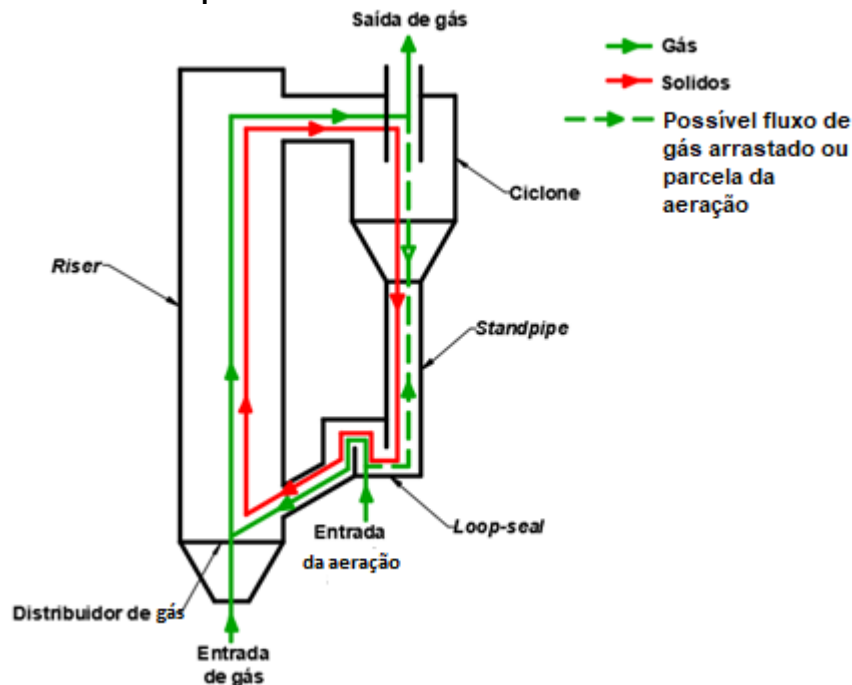 Saída de gás
Gás
Solidos
Possível fluxo de
gás arrastado ou
parcela da
aeração
Ciclone
Riser
Standpipe
Loop-seal
Entrada
da aeração
Distribuidor de gás
Entrada
de gás